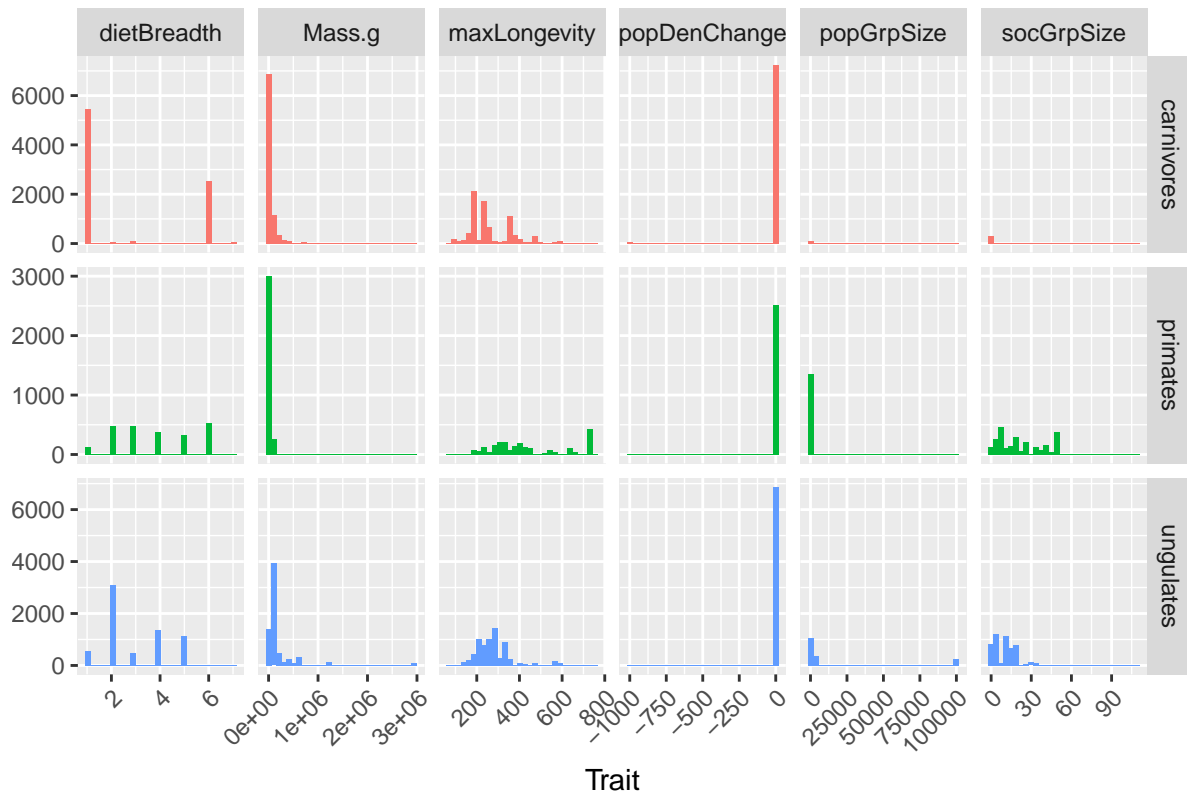 dietBreadth Mass.g maxLongevity popDenChange popGrpSize socGrpSize
6000
4000
2000
0
carnivores
3000
2000
1000
0
primates
6000
4000
2000
0
ungulates
2 4 6 0e+00 1e+06 2e+06 3e+06 200 400 600 800 −1000 −750 −500 −250 0 0 25000 50000 75000 100000 0 30 60 90
Trait